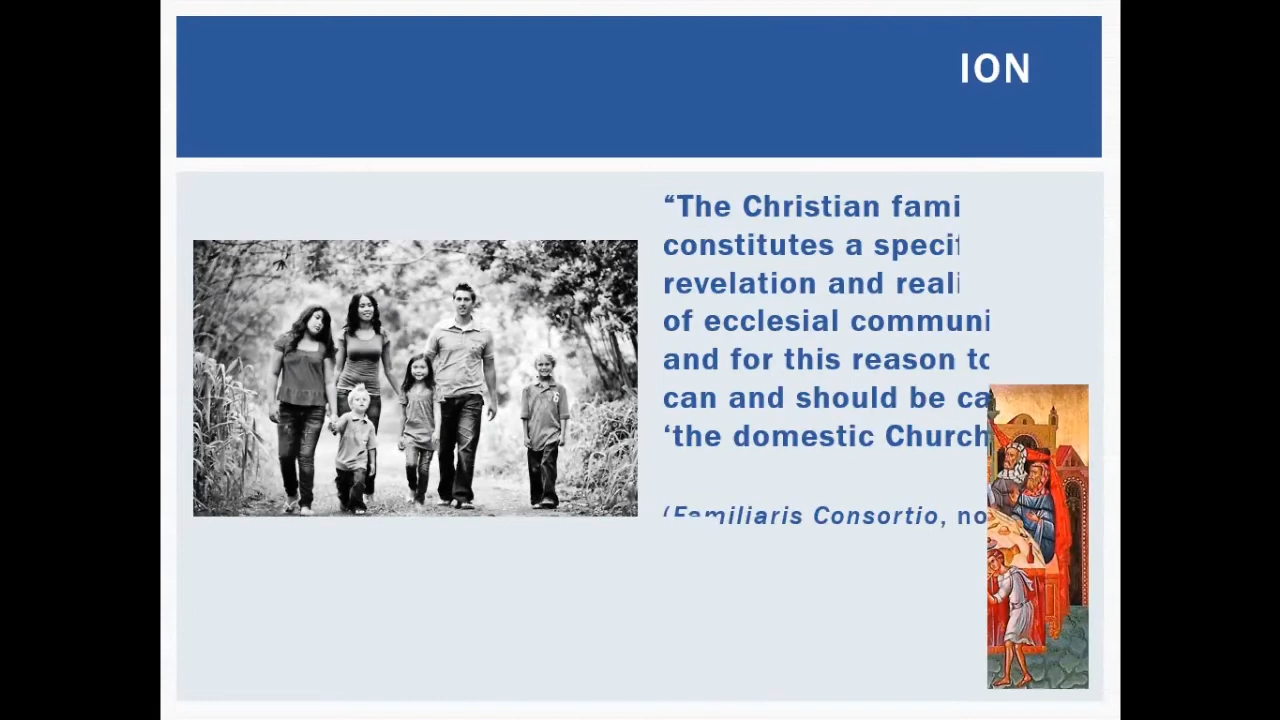 ION
“The Christian fami
constitutes a specif
revelation and reali
of ecclesial communi
and for this reason to
can and should be ca
‘the domestic Church
(Familiaris Consortio, no